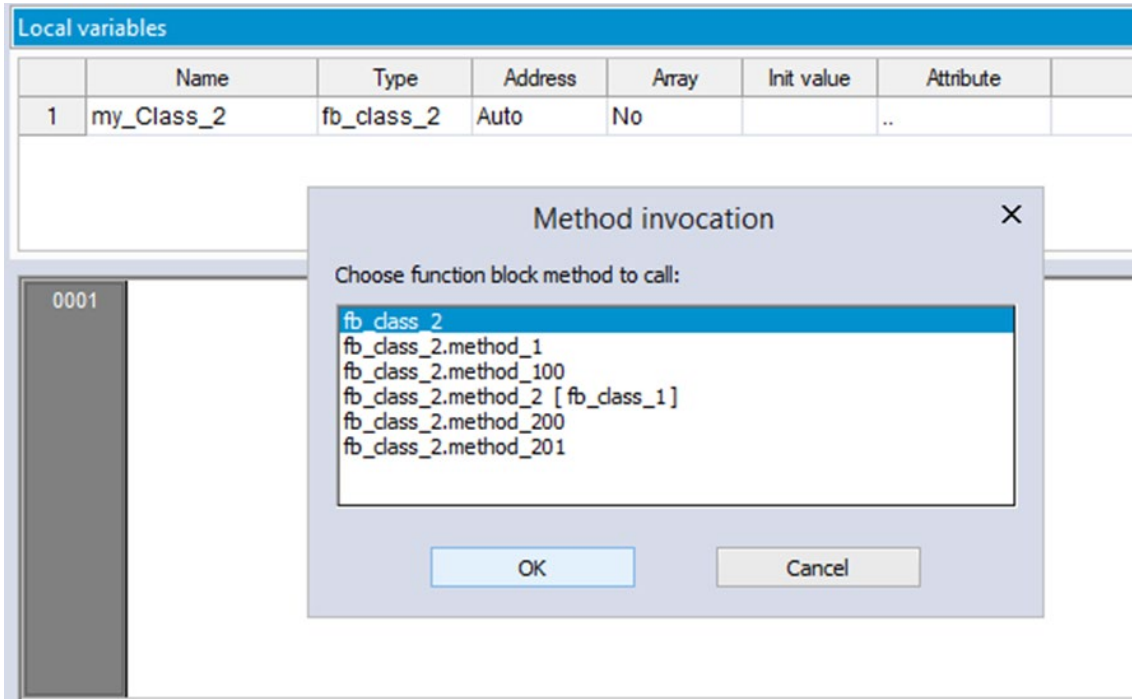 Local variables
Name Type Address Array Init value Attribute
1 my_Class_2 fb_class_2 Auto No ..
Method invocation
Choose function block method to call:
0001
fb_class_2
fb_class_2.method_1
fb_class_2.method_100
fb_class_2.method_2 [ fb_class_1 ]
fb_class_2.method_200
fb_class_2.method_201
OK Cancel